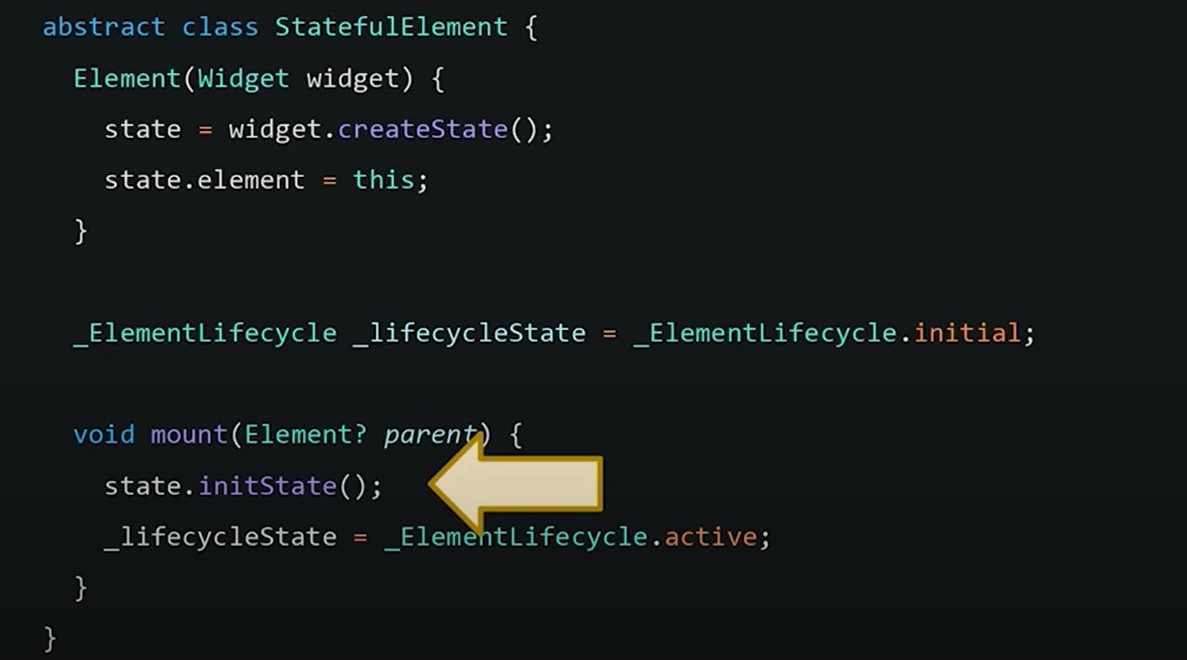 abstract class StatefulElement {
Element(Widget widget) {
state = widget.createState();
state.element = this;
}
_ElementLifecycle _lifecycleState = _ElementLifecycle.initial;
void mount(Element? parent) {
state.initState();
_lifecycleState = _ElementLifecycle.active;
}
}